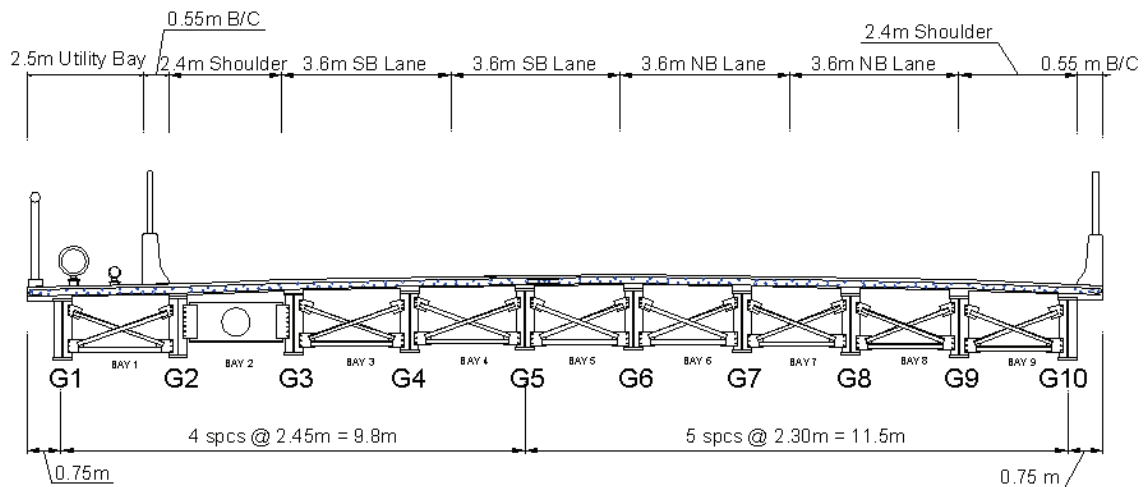 0.55m B/C
2.4m Shoulder
2.5m Utility Bay
2.4m Shoulder
3.6m SB Lane
3.6m SB Lane
3.6m NB Lane
3.6m NB Lane
0.55 m B/C
BAY 1
BAY 2
BAY 3
BAY 4
BAY 5
BAY 6
BAY 7
BAY 8
BAY 9
G1
G2
G3
G4
G5
G6
G7
G8
G9
G10
4 spcs @ 2.45m = 9.8m
5 spcs @ 2.30m = 11.5m
0.75m
0.75 m